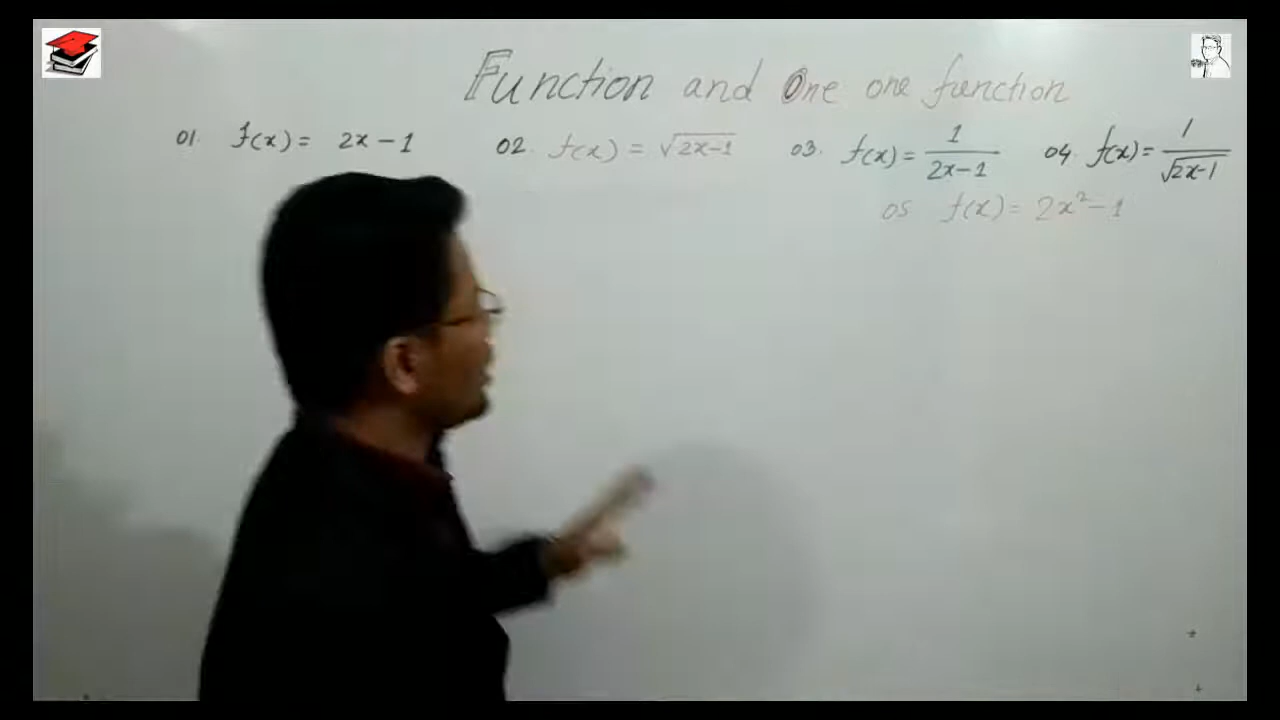 Function and One one function
01. f(x) = 2x - 1 02. f(x) = √2x-1 03. f(x) = 1/2x-1 04. f(x) = 1/√2x-1
05 f(x) = 2x² - 1